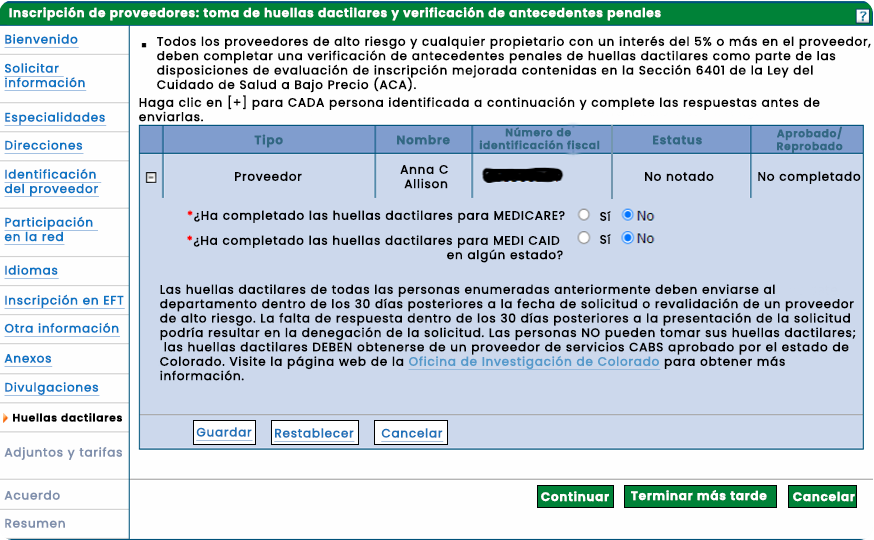 Inscripción de proveedores: toma de huellas dactilares y verificación de antecedentes penales
?
Bienvenido
Solicitar
información
Especialidades
Direcciones
Identificación
del proveedor
Participación
en la red
Idiomas
Inscripción en EFT
Otra información
Anexos
Divulgaciones
Huellas dactilares
Adjuntos y tarifas
Acuerdo
Resumen
Todos los proveedores de alto riesgo y cualquier propietario con un interés del 5% o más en el proveedor,
deben completar una verificación de antecedentes penales de huellas dactilares como parte de las
disposiciones de evaluación de inscripción mejorada contenidas en la Sección 6401 de la Ley del
Cuidado de Salud a Bajo Precio (ACA).
Haga clic en [+] para CADA persona identificada a continuación y complete las respuestas antes de
enviarlas.
Tipo Nombre Número de identificación fiscal Estatus Aprobado/ Reprobado
Proveedor Anna C Allison No notado No completado
*¿Ha completado las huellas dactilares para MEDICARE? Sí No
*¿Ha completado las huellas dactilares para MEDI CAID Sí No
en algún estado?
Las huellas dactilares de todas las personas enumeradas anteriormente deben enviarse al
departamento dentro de los 30 días posteriores a la fecha de solicitud o revalidación de un proveedor
de alto riesgo. La falta de respuesta dentro de los 30 días posteriores a la presentación de la solicitud
podría resultar en la denegación de la solicitud. Las personas NO pueden tomar sus huellas dactilares;
las huellas dactilares DEBEN obtenerse de un proveedor de servicios CABS aprobado por el estado de
Colorado. Visite la página web de la Oficina de Investigación de Colorado para obtener más
información.
Guardar Restablecer Cancelar
Continuar Terminar más tarde Cancelar